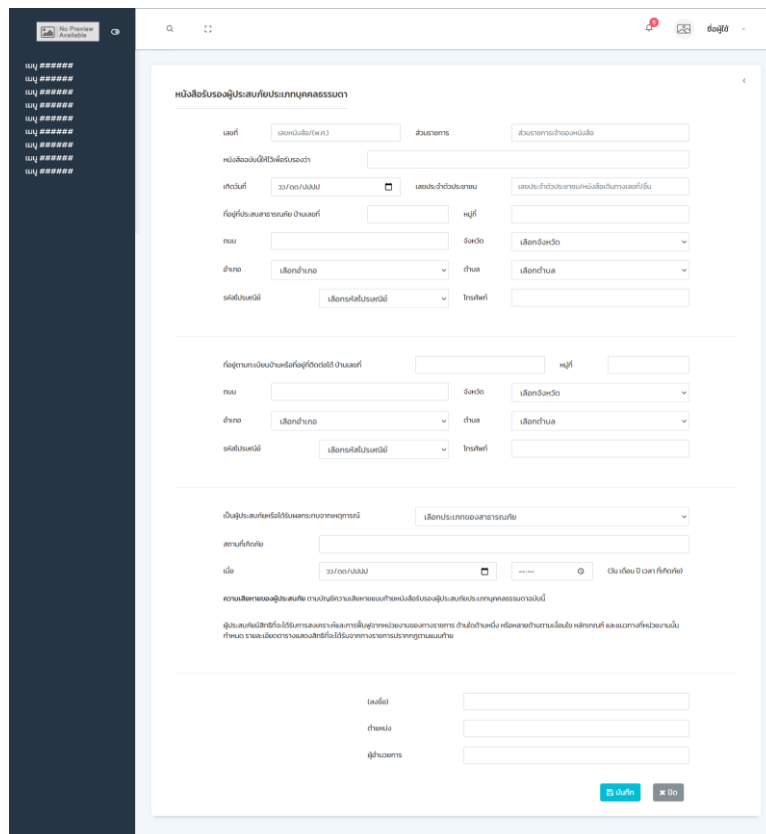 No Preview
Available
5
ชื่อผู้ใช้
เมนู ######
เมนู ######
เมนู ######
เมนู ######
เมนู ######
เมนู ######
เมนู ######
เมนู ######
เมนู ######
หนังสือรับรองผู้ประสบภัยประเภทบุคคลธรรมดา
เลขที่ เลขหนังสือ/(พ.ศ.) ส่วนราชการ ส่วนราชการเจ้าของหนังสือ
หนังสือฉบับนี้ให้ไว้เพื่อรับรองว่า
เกิดวันที่ วว/ดด/ปปปป เลขประจำตัวประชาชน เลขประจำตัวประชาชน/หนังสือเดินทางเลขที่/อื่น
ที่อยู่ที่ประสบสาธารณภัย บ้านเลขที่ หมู่ที่
ถนน จังหวัด เลือกจังหวัด
อำเภอ เลือกอำเภอ ตำบล เลือกตำบล
รหัสไปรษณีย์ เลือกรหัสไปรษณีย์ โทรศัพท์
ที่อยู่ตามทะเบียนบ้านหรือที่อยู่ที่ติดต่อได้ บ้านเลขที่ หมู่ที่
ถนน จังหวัด เลือกจังหวัด
อำเภอ เลือกอำเภอ ตำบล เลือกตำบล
รหัสไปรษณีย์ เลือกรหัสไปรษณีย์ โทรศัพท์
เป็นผู้ประสบภัยหรือได้รับผลกระทบจากเหตุการณ์ เลือกประเภทของสาธารณภัย
สถานที่เกิดภัย
เมื่อ วว/ดด/ปปปป --:-- (วัน เดือน ปี เวลา ที่เกิดภัย)
ความเสียหายของผู้ประสบภัย ตามบัญชีความเสียหายแนบท้ายหนังสือรับรองผู้ประสบภัยประเภทบุคคลธรรมดาฉบับนี้
ผู้ประสบภัยมีสิทธิที่จะได้รับการสงเคราะห์และการฟื้นฟูจากหน่วยงานของทางราชการ ด้านใดด้านหนึ่ง หรือหลายด้านตามเงื่อนไข หลักเกณฑ์ และแนวทางที่หน่วยงานนั้น
กำหนด รายละเอียดตารางแสดงสิทธิที่จะได้รับจากทางราชการปรากฏตามแนบท้าย
(ลงชื่อ)
ตำแหน่ง
ผู้อำนวยการ
บันทึก ปิด